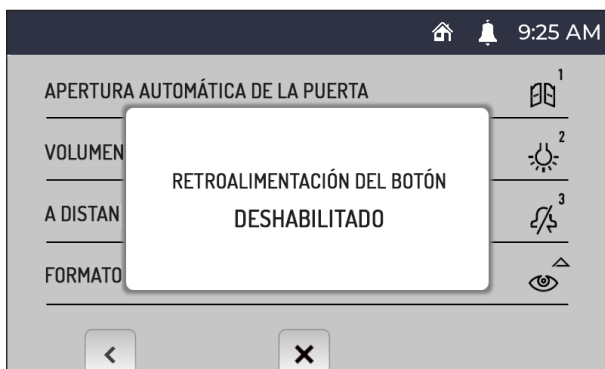 9:25 AM
APERTURA AUTOMÁTICA DE LA PUERTA 1
VOLUMEN 2
RETROALIMENTACIÓN DEL BOTÓN
DESHABILITADO
A DISTAN 3
FORMATO